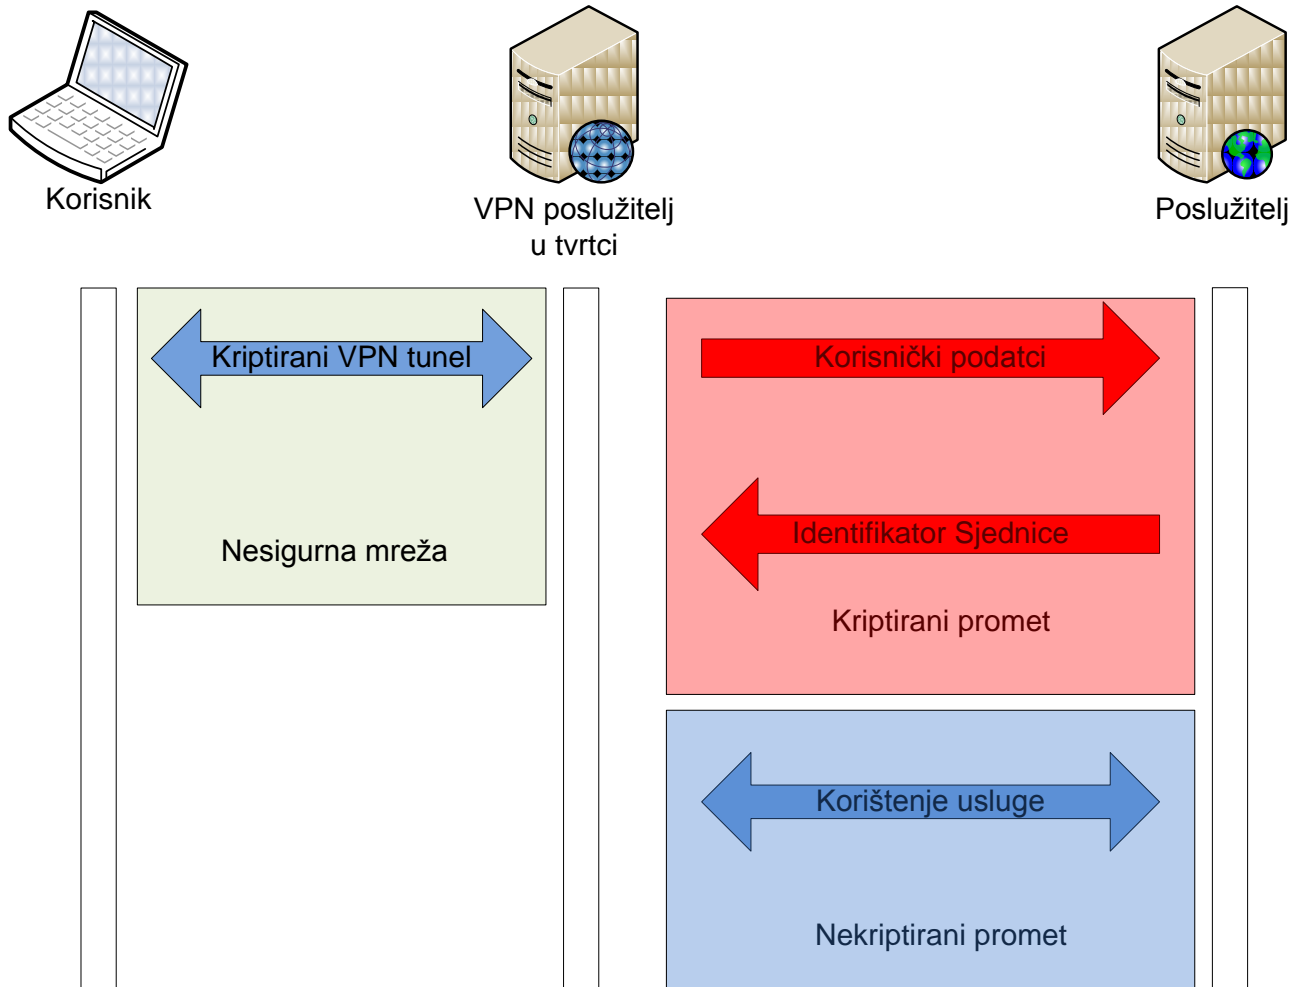 Korisnik
VPN poslužitelj
u tvrtci
Poslužitelj
Kriptirani VPN tunel
Korisnički podatci
Identifikator Sjednice
Nesigurna mreža
Kriptirani promet
Korištenje usluge
Nekriptirani promet